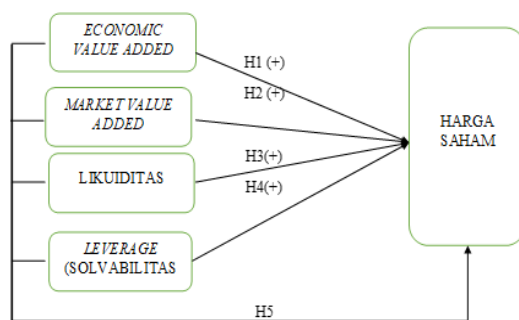 ECONOMIC
VALUE ADDED
H1 (+)
H2 (+)
MARKET VALUE
ADDED
HARGA
SAHAM
H3(+)
LIKUIDITAS
H4(+)
LEVERAGE
(SOLVABILITAS
H5